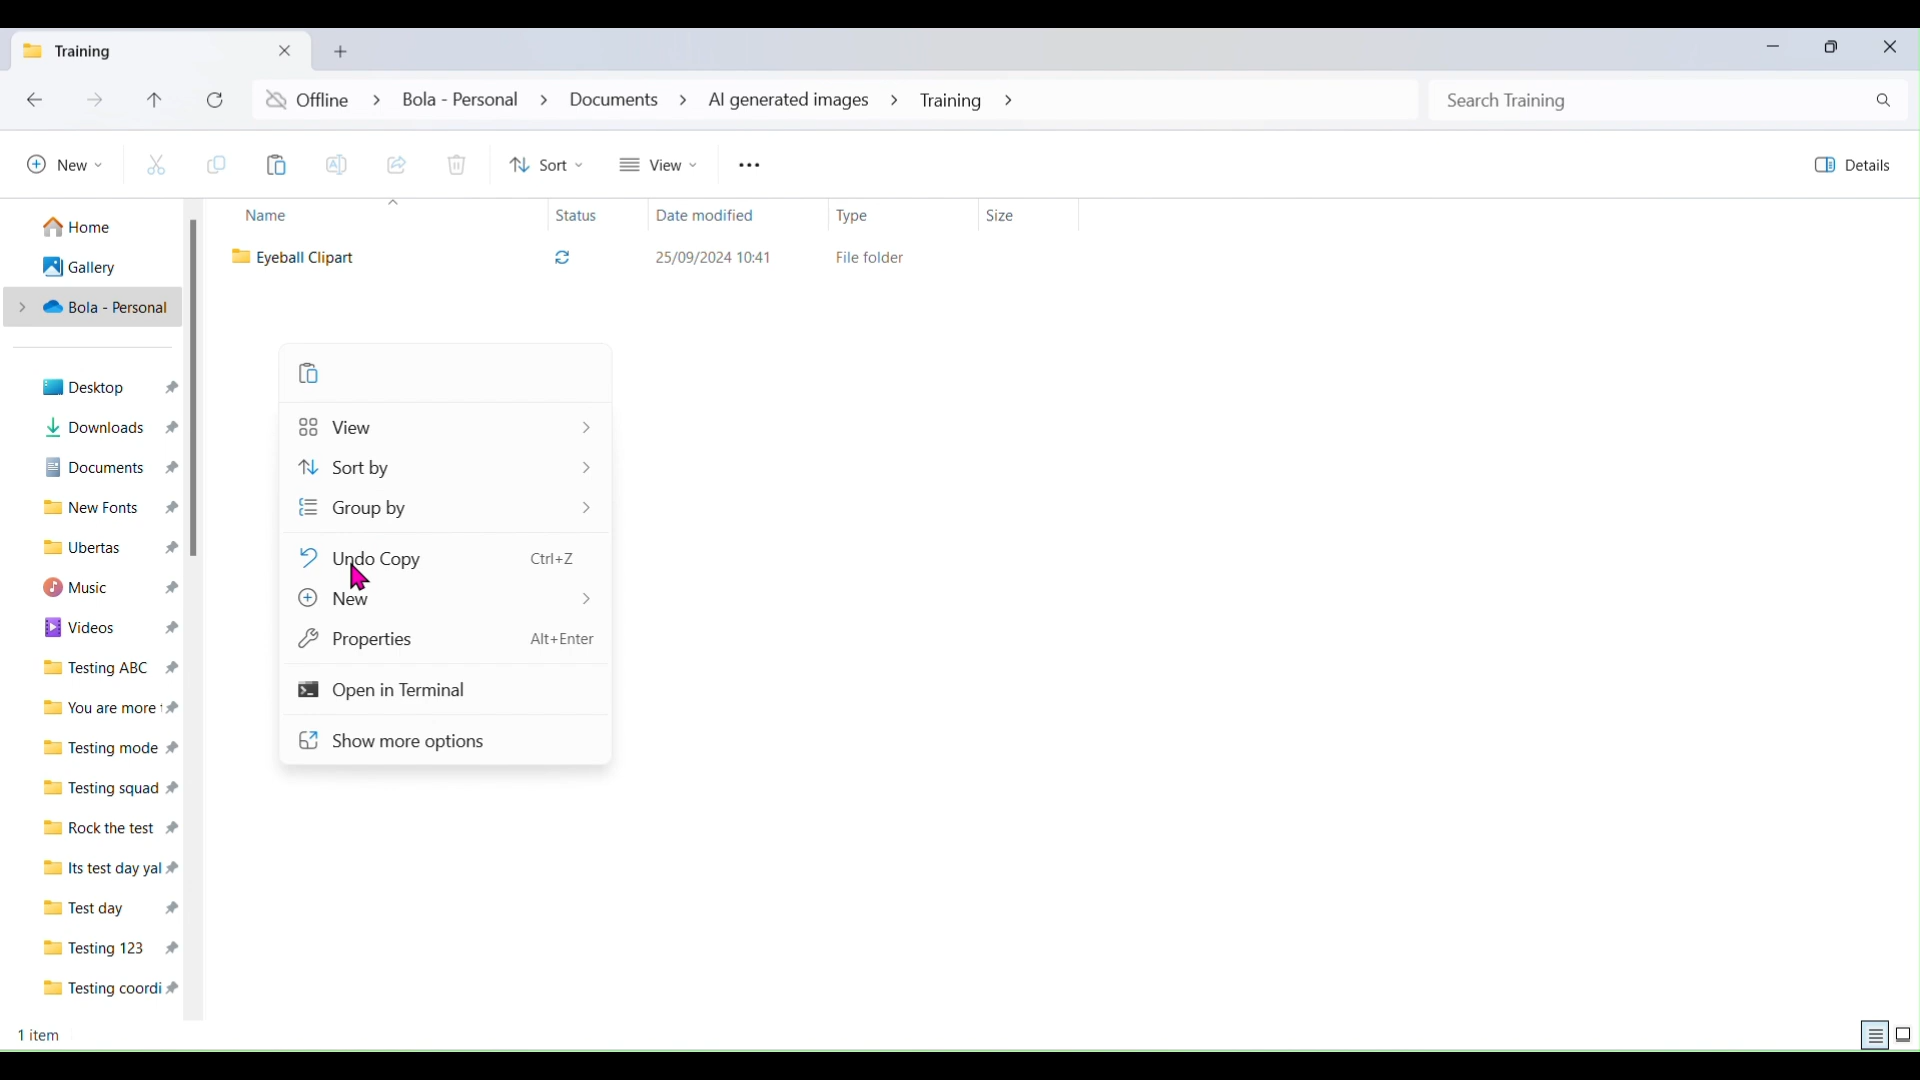 Training
Offline > Bola - Personal > Documents > AI generated images > Training >
Search Training
New
Sort
View
Details
Name Status Date modified Type Size
Eyeball Clipart 25/09/2024 10:41 File folder
Home
Gallery
Bola - Personal
Desktop
Downloads
Documents
New Fonts
Ubertas
Music
Videos
Testing ABC
You are more t
Testing mode
Testing squad
Rock the test
Its test day yal
Test day
Testing 123
Testing coordi
View
Sort by
Group by
Undo Copy Ctrl+Z
New
Properties Alt+Enter
Open in Terminal
Show more options
1 item